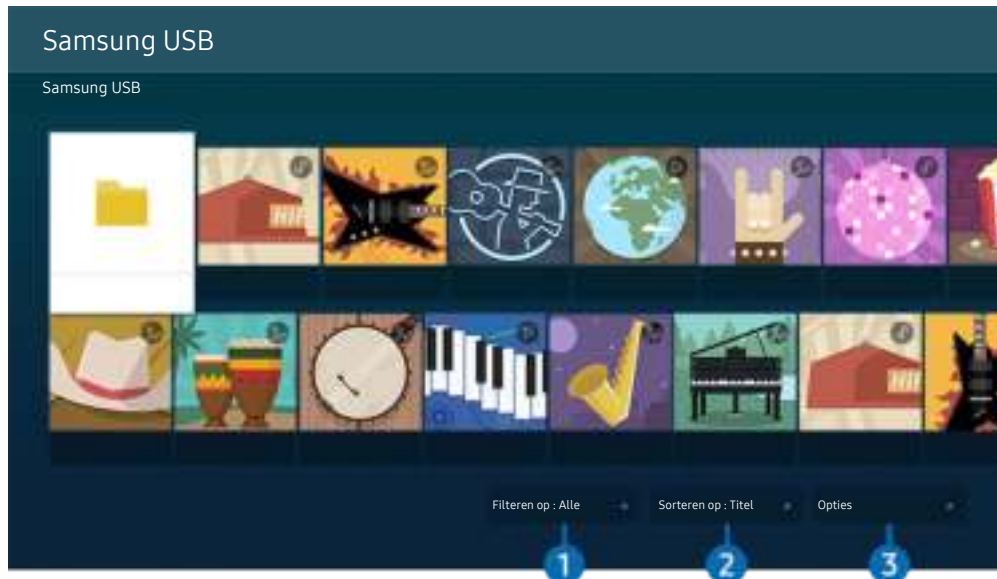 Samsung USB
Samsung USB
Filteren op : Alle
Sorteren op : Titel
Opties
1
2
3